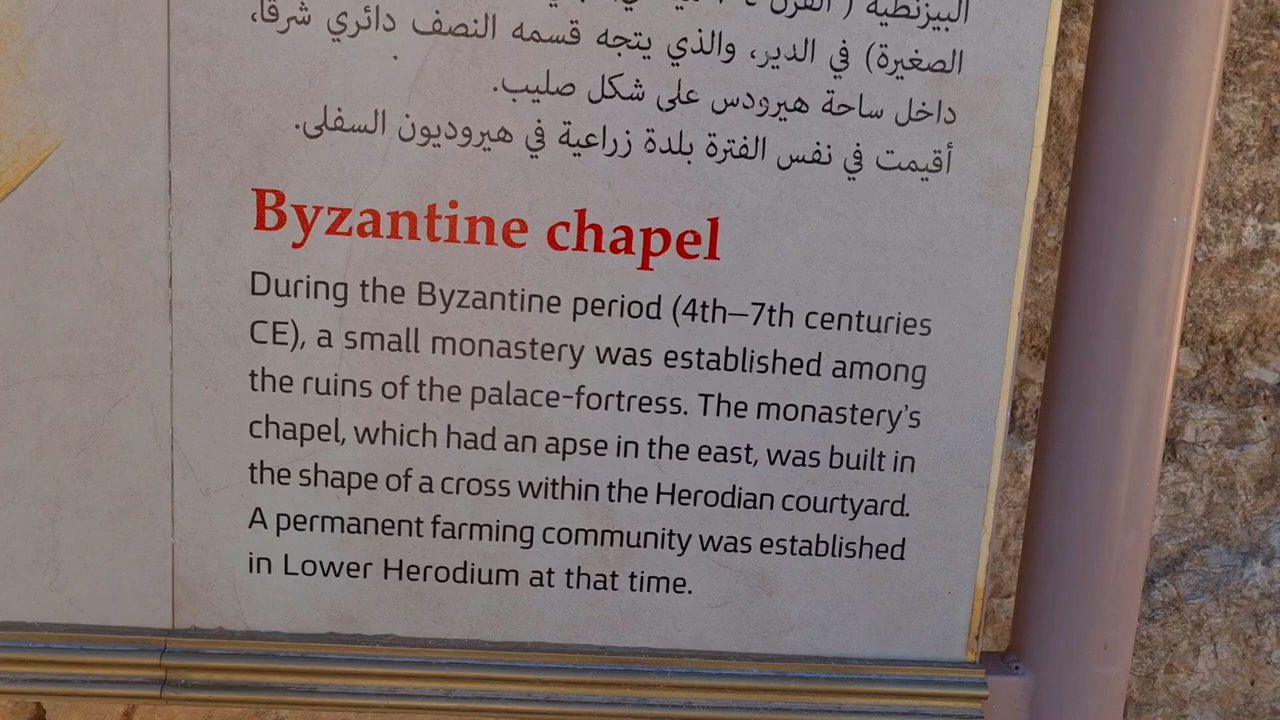 البيزنطية ( القرن
الصغيرة) في الدير، والذي يتجه قسمه النصف دائري شرقا،
داخل ساحة هيرودس على شكل صليب.
أقيمت في نفس الفترة بلدة زراعية في هيروديون السفلى.
Byzantine chapel
During the Byzantine period (4th–7th centuries
CE), a small monastery was established among
the ruins of the palace-fortress. The monastery's
chapel, which had an apse in the east, was built in
the shape of a cross within the Herodian courtyard.
A permanent farming community was established
in Lower Herodium at that time.